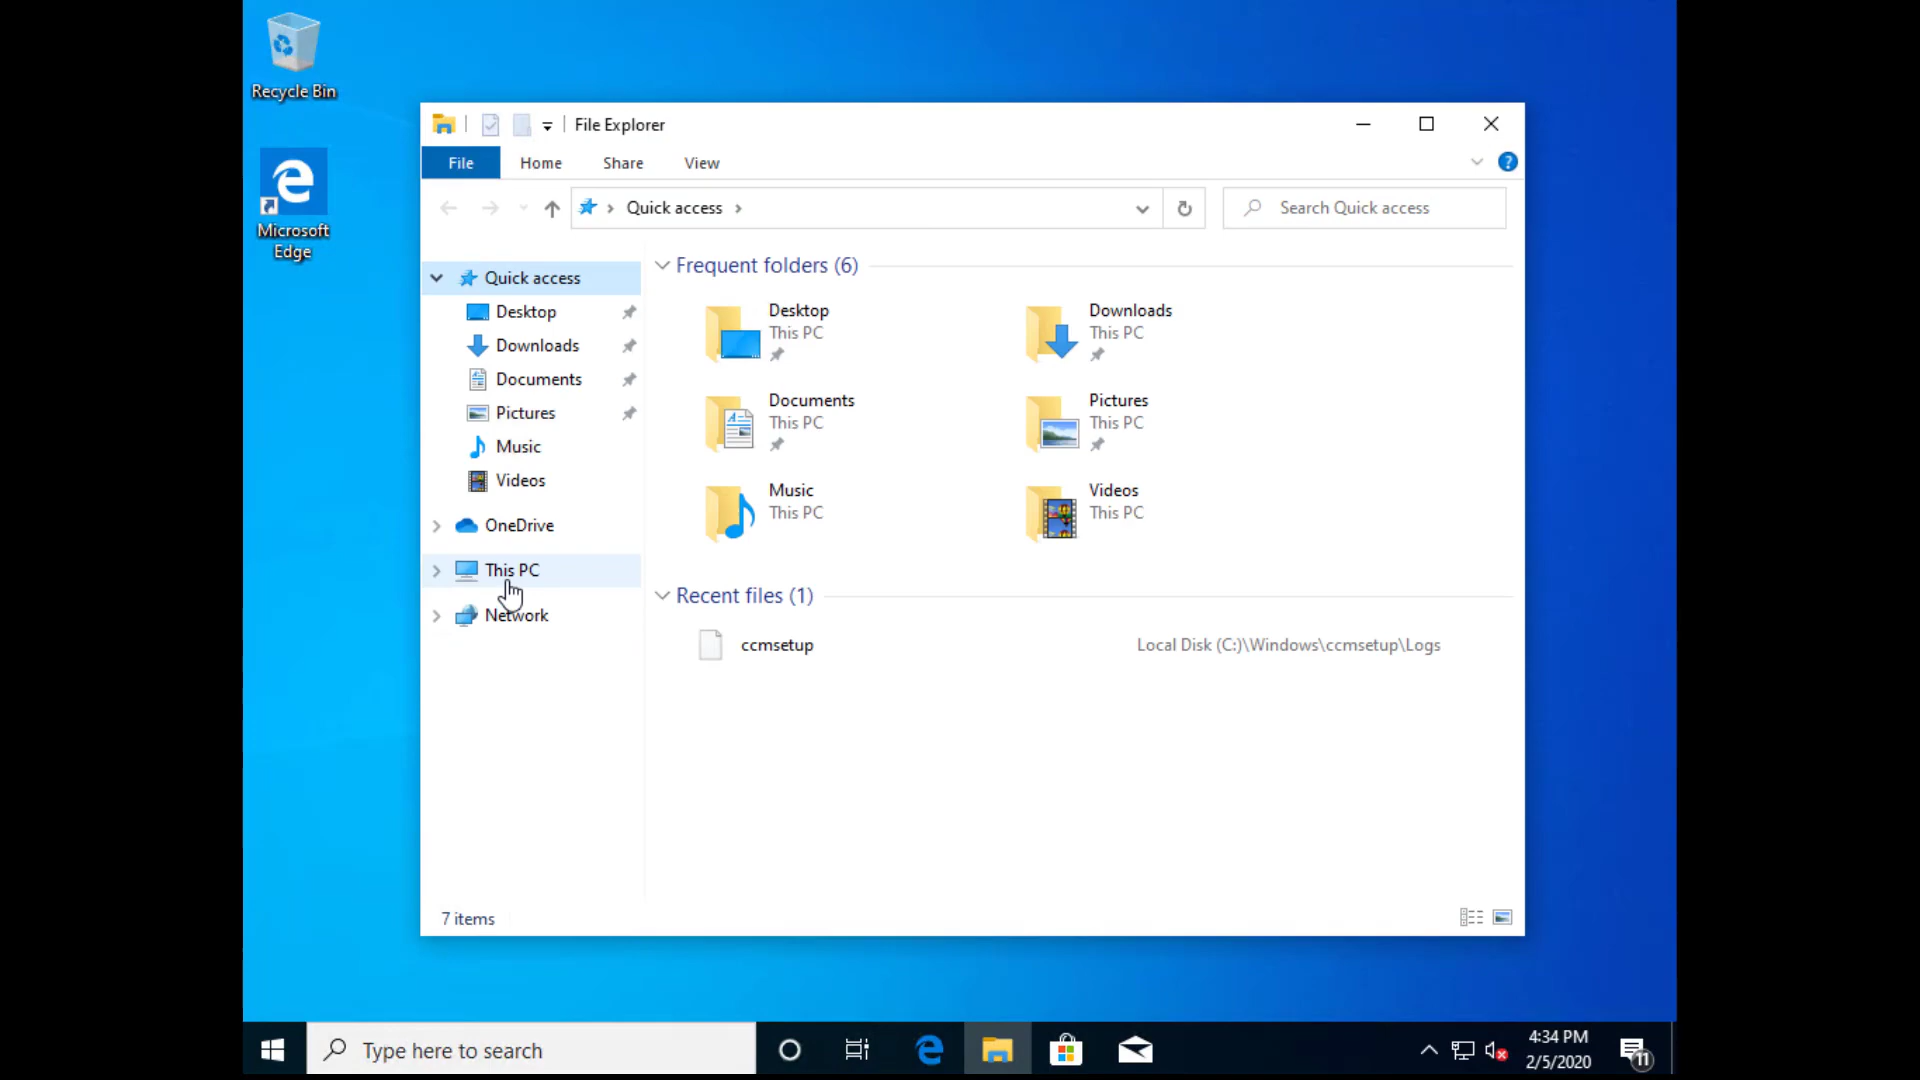 Recycle Bin
Microsoft
Edge
File Explorer
File
Home
Share
View
Quick access
Search Quick access
Quick access
Desktop
Downloads
Documents
Pictures
Music
Videos
OneDrive
This PC
Network
Frequent folders (6)
Desktop
This PC
Downloads
This PC
Documents
This PC
Pictures
This PC
Music
This PC
Videos
This PC
Recent files (1)
ccmsetup
Local Disk (C:)\Windows\ccmsetup\Logs
7 items
Type here to search
4:34 PM
2/5/2020
11